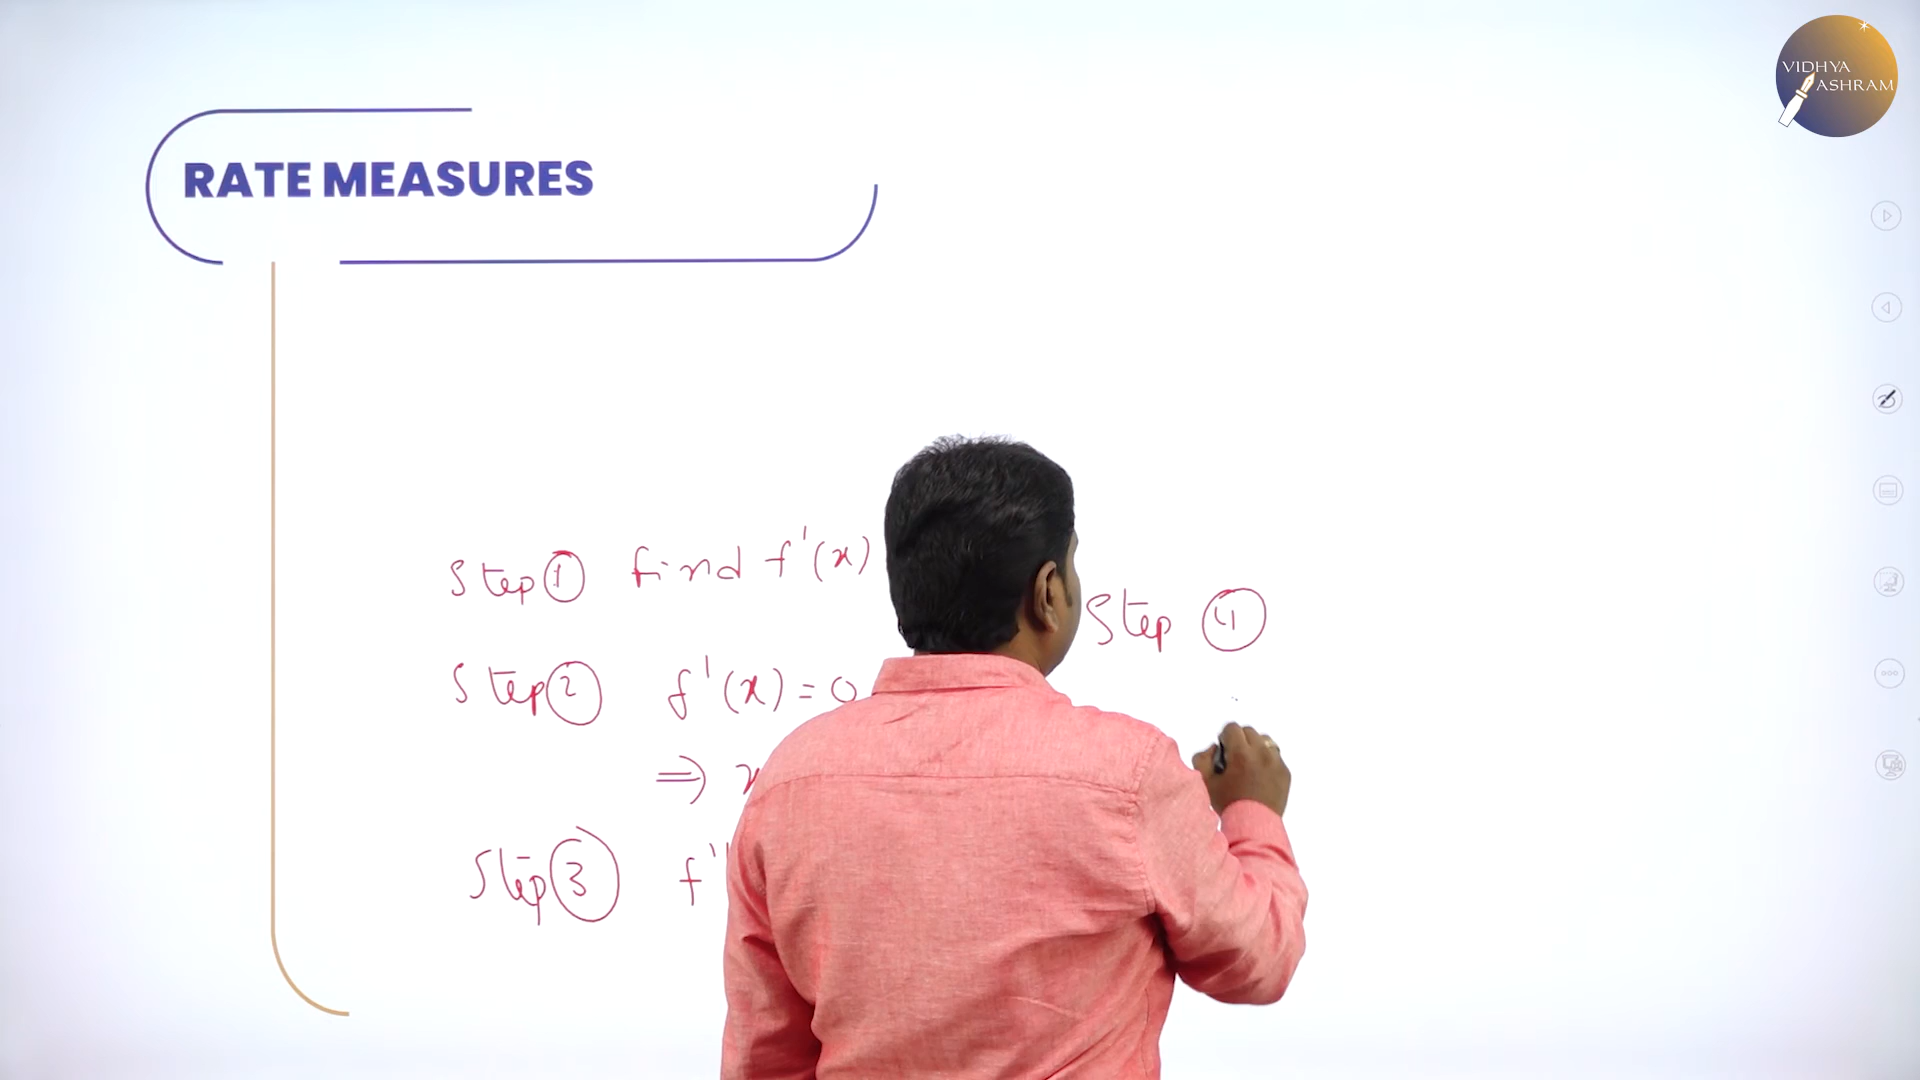 VIDHYA
ASHRAM
RATE MEASURES
Step 1 find f'(x)
Step 2 f'(x) = 0
⇒ x
Step 3 f''
Step 4